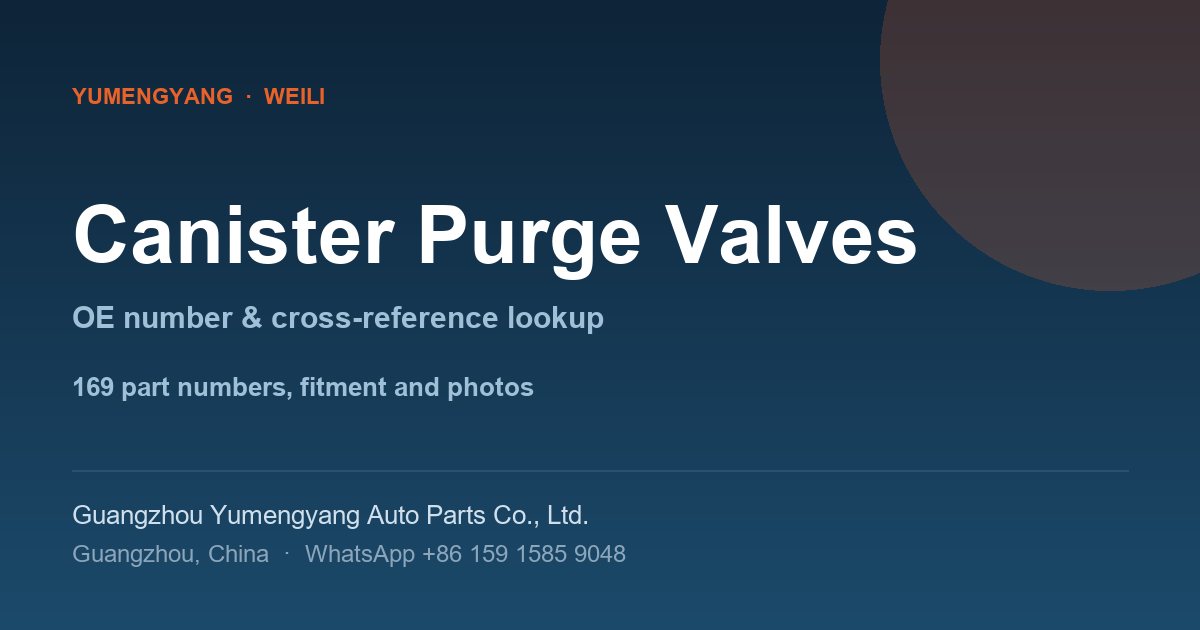 YUMENGYANG · WEILI
Canister Purge Valves
OE number & cross-reference lookup
169 part numbers, fitment and photos
Guangzhou Yumengyang Auto Parts Co., Ltd.
Guangzhou, China · WhatsApp +86 159 1585 9048